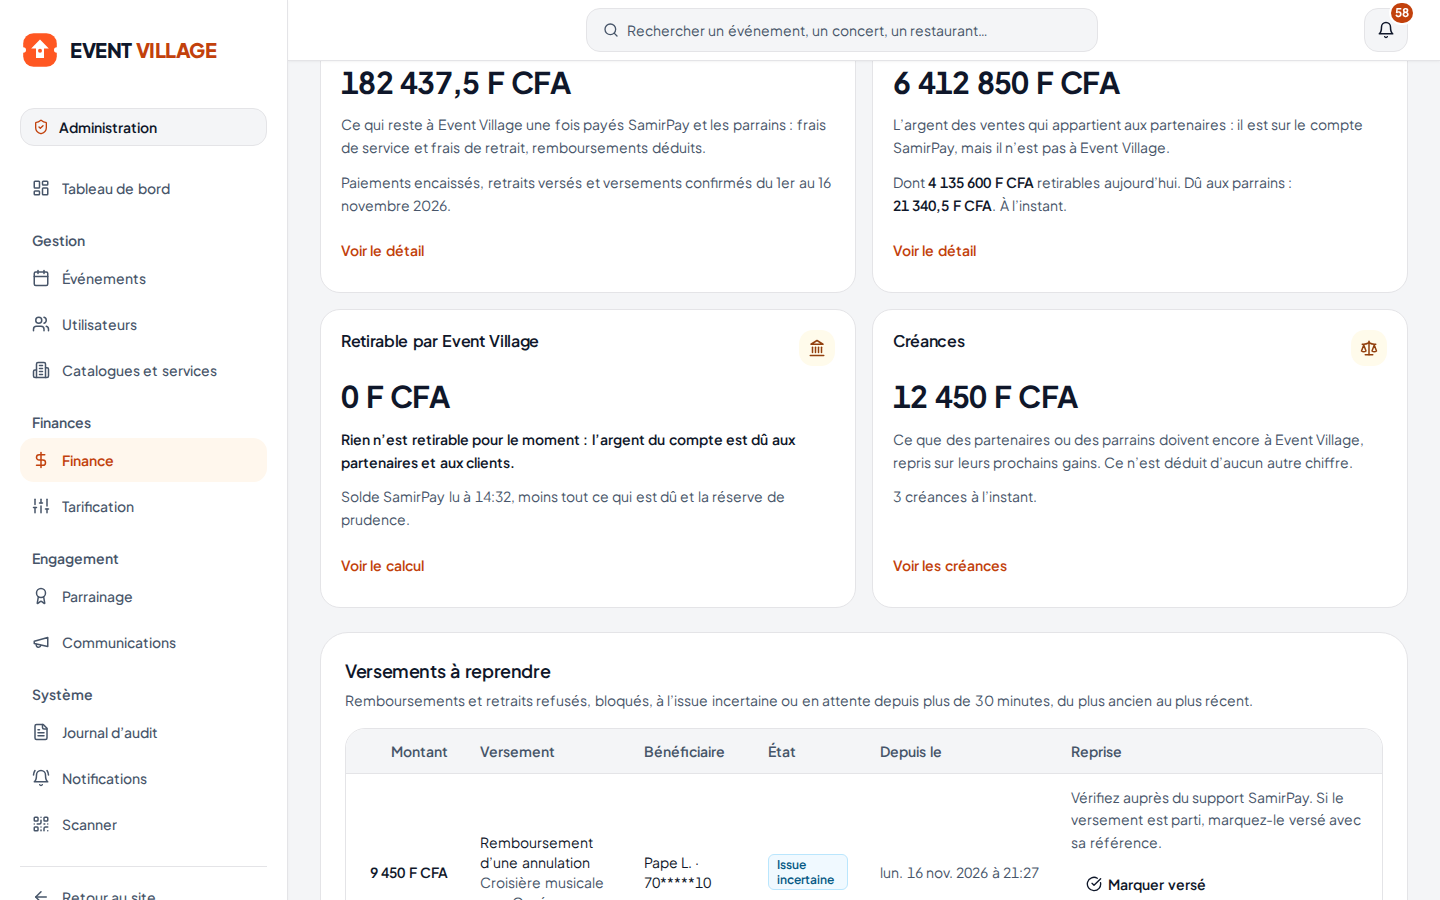 EVENT VILLAGE
Rechercher un événement, un concert, un restaurant…
58
Administration
Tableau de bord
Gestion
Événements
Utilisateurs
Catalogues et services
Finances
Finance
Tarification
Engagement
Parrainage
Communications
Système
Journal d’audit
Notifications
Scanner
Retour au site
182 437,5 F CFA
Ce qui reste à Event Village une fois payés SamirPay et les parrains : frais
de service et frais de retrait, remboursements déduits.
Paiements encaissés, retraits versés et versements confirmés du 1er au 16
novembre 2026.
Voir le détail
6 412 850 F CFA
L’argent des ventes qui appartient aux partenaires : il est sur le compte
SamirPay, mais il n’est pas à Event Village.
Dont 4 135 600 F CFA retirables aujourd’hui. Dû aux parrains :
21 340,5 F CFA. À l’instant.
Voir le détail
Retirable par Event Village
0 F CFA
Rien n’est retirable pour le moment : l’argent du compte est dû aux
partenaires et aux clients.
Solde SamirPay lu à 14:32, moins tout ce qui est dû et la réserve de
prudence.
Voir le calcul
Créances
12 450 F CFA
Ce que des partenaires ou des parrains doivent encore à Event Village,
repris sur leurs prochains gains. Ce n’est déduit d’aucun autre chiffre.
3 créances à l’instant.
Voir les créances
Versements à reprendre
Remboursements et retraits refusés, bloqués, à l’issue incertaine ou en attente depuis plus de 30 minutes, du plus ancien au plus récent.
Montant Versement Bénéficiaire État Depuis le Reprise
9 450 F CFA
Remboursement
d’une annulation
Croisière musicale
Pape L. ·
70*****10
Issue
incertaine
lun. 16 nov. 2026 à 21:27
Vérifiez auprès du support SamirPay. Si le
versement est parti, marquez-le versé avec
sa référence.
Marquer versé